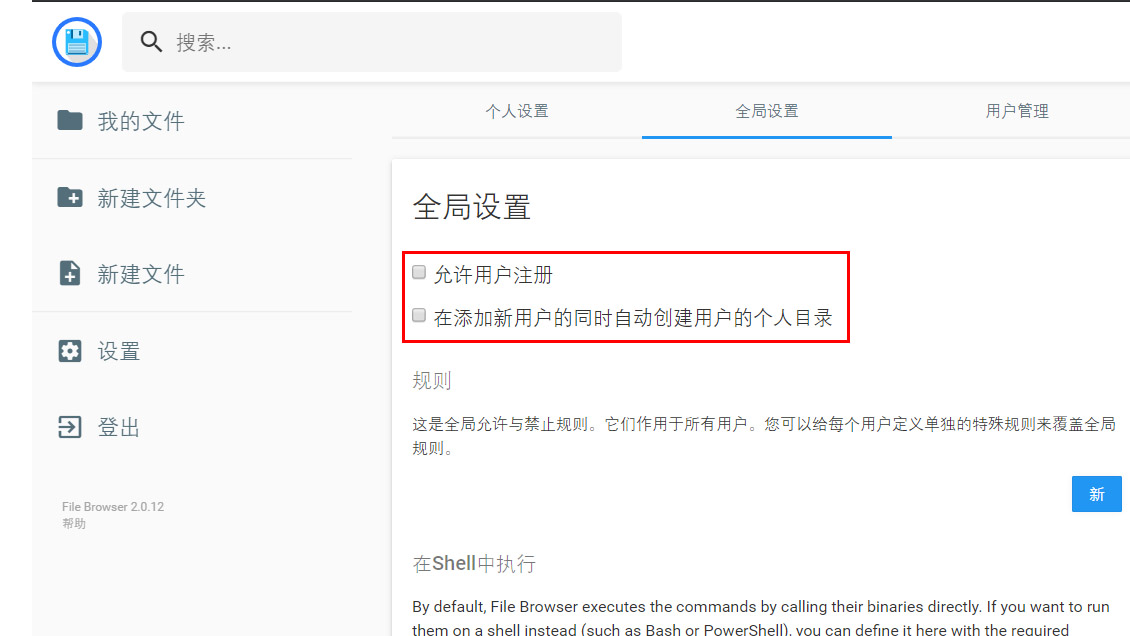 搜索...
我的文件
新建文件夹
新建文件
设置
登出
File Browser 2.0.12
帮助
个人设置
全局设置
用户管理
全局设置
允许用户注册
在添加新用户的同时自动创建用户的个人目录
规则
这是全局允许与禁止规则。它们作用于所有用户。您可以给每个用户定义单独的特殊规则来覆盖全局
规则。
新
在Shell中执行
By default, File Browser executes the commands by calling their binaries directly. If you want to run
them on a shell instead (such as Bash or PowerShell), you can define it here with the required